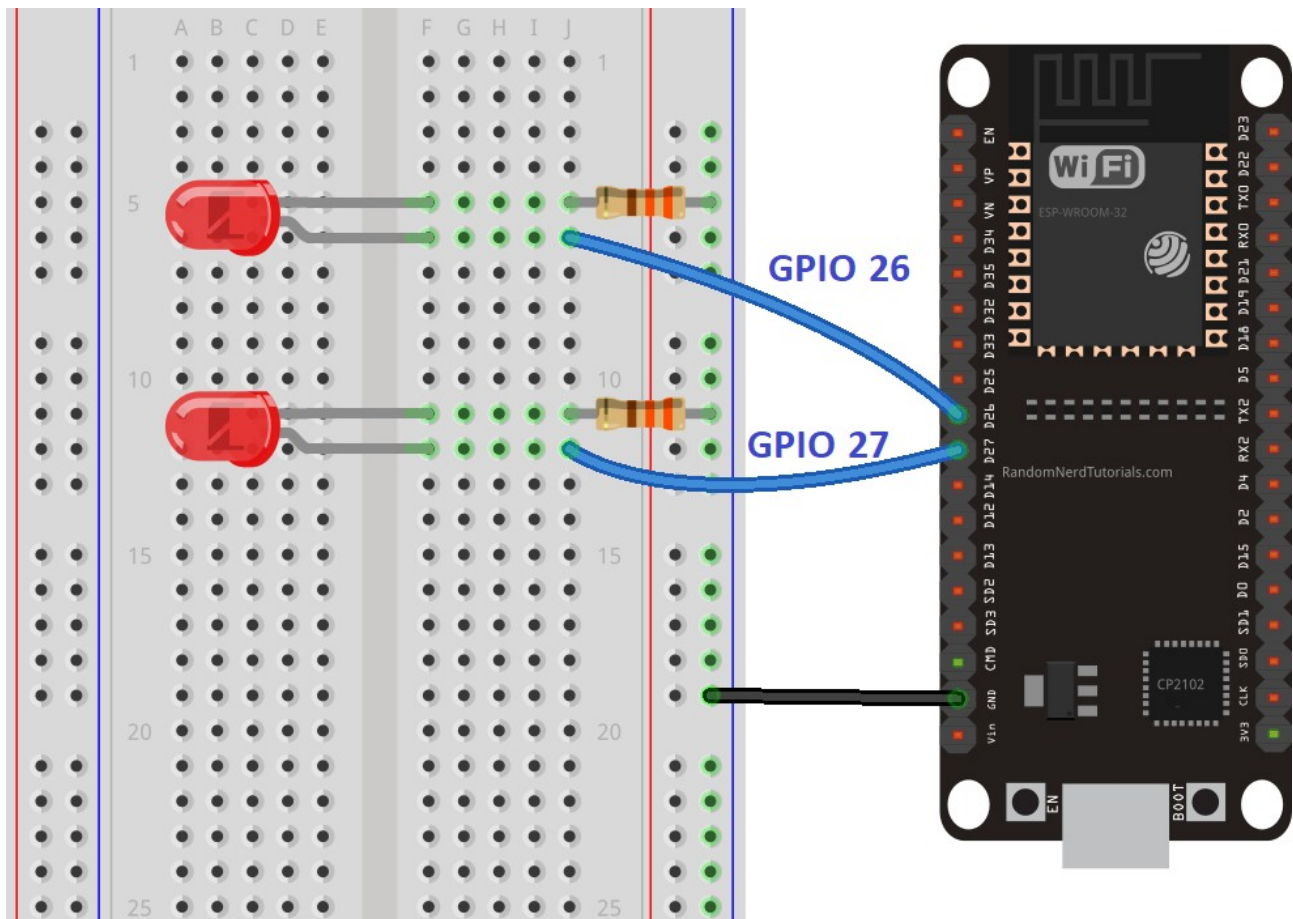 A B C D E F G H I J
1 1
5
10 10
15 15
20 20
25 25
GPIO 26
GPIO 27
WiFi
ESP-WROOM-32
RandomNerdTutorials.com
CP2102
EN
VP
VN
D34
D35
D32
D33
D25
D26
D27
D14
D12
D13
SD2
SD3
CMD
GND
Vin
D23
D22
TX0
RX0
D21
D19
D18
D5
TX2
RX2
D4
D2
D15
D0
SD1
SD0
CLK
3V3
EN
BOOT